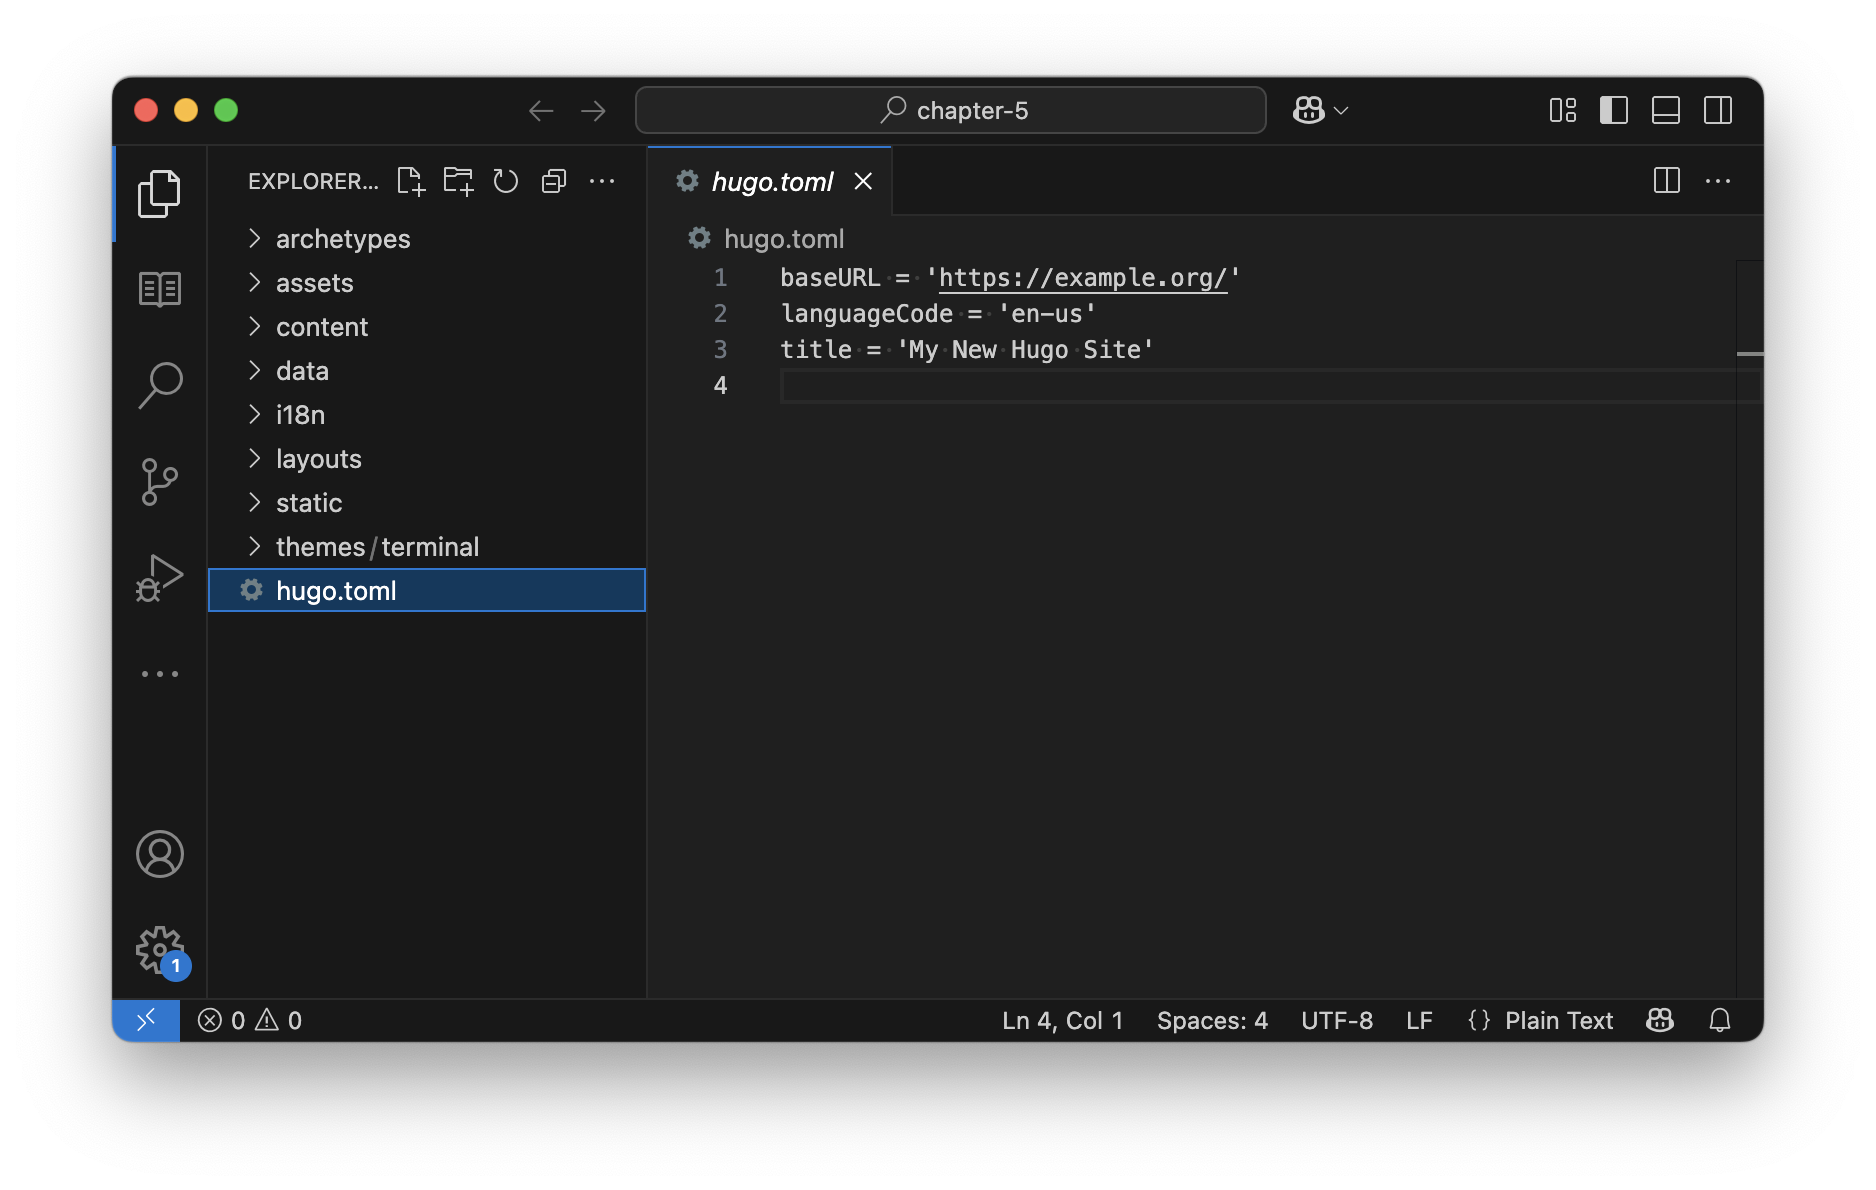 chapter-5
EXPLORER...
archetypes
assets
content
data
i18n
layouts
static
themes/terminal
hugo.toml
hugo.toml
hugo.toml
1 baseURL = 'https://example.org/'
2 languageCode = 'en-us'
3 title = 'My New Hugo Site'
4
1
0 0
Ln 4, Col 1 Spaces: 4 UTF-8 LF {} Plain Text